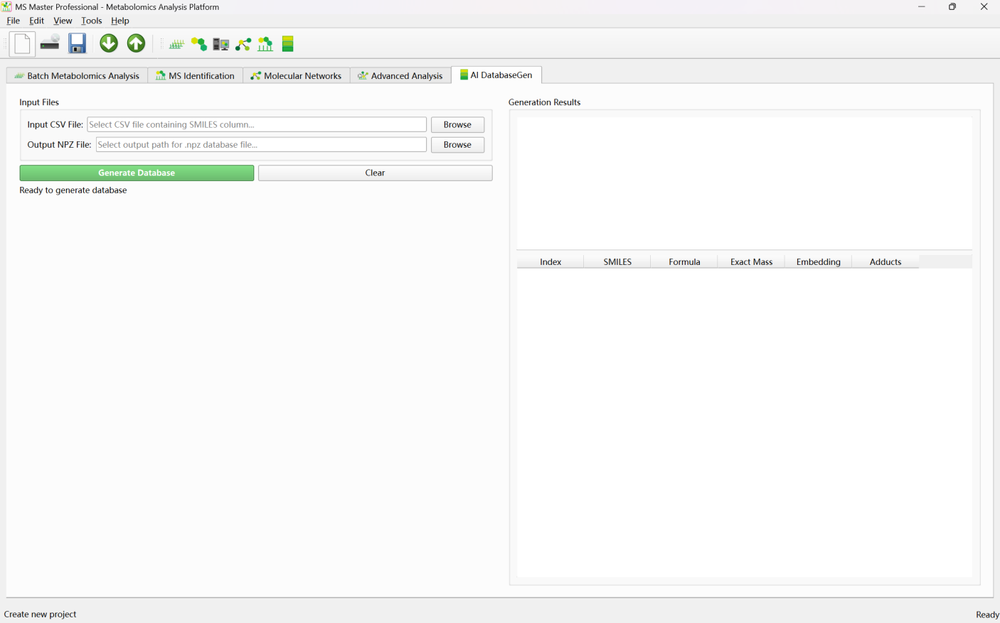 MS Master Professional - Metabolomics Analysis Platform
File Edit View Tools Help
Batch Metabolomics Analysis MS Identification Molecular Networks Advanced Analysis AI DatabaseGen
Input Files
Input CSV File: Select CSV file containing SMILES column... Browse
Output NPZ File: Select output path for .npz database file... Browse
Generate Database Clear
Ready to generate database
Generation Results
Index SMILES Formula Exact Mass Embedding Adducts
Create new project Ready